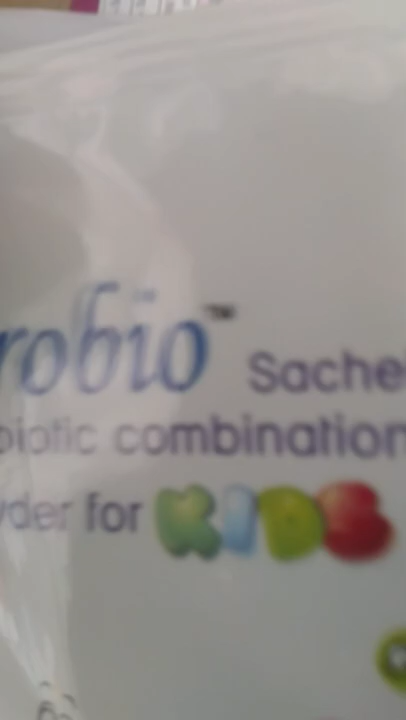 robio™ Sache
biotic combination
der for KIDS